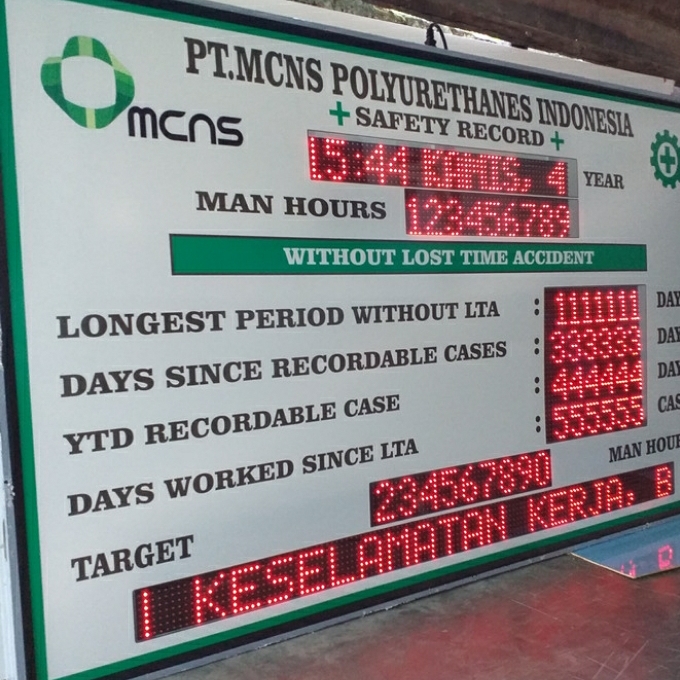 PT.MCNS POLYURETHANES INDONESIA
mcns
+ SAFETY RECORD +
15:44 KAMIS, 4 YEAR
MAN HOURS 123456789
WITHOUT LOST TIME ACCIDENT
LONGEST PERIOD WITHOUT LTA : 1111111 DAY
DAYS SINCE RECORDABLE CASES : 333333 DAY
YTD RECORDABLE CASE : 444444 DAY
DAYS WORKED SINCE LTA : 555555 CAS
234567890 MAN HOUR
TARGET
KESELAMATAN KERJA, B